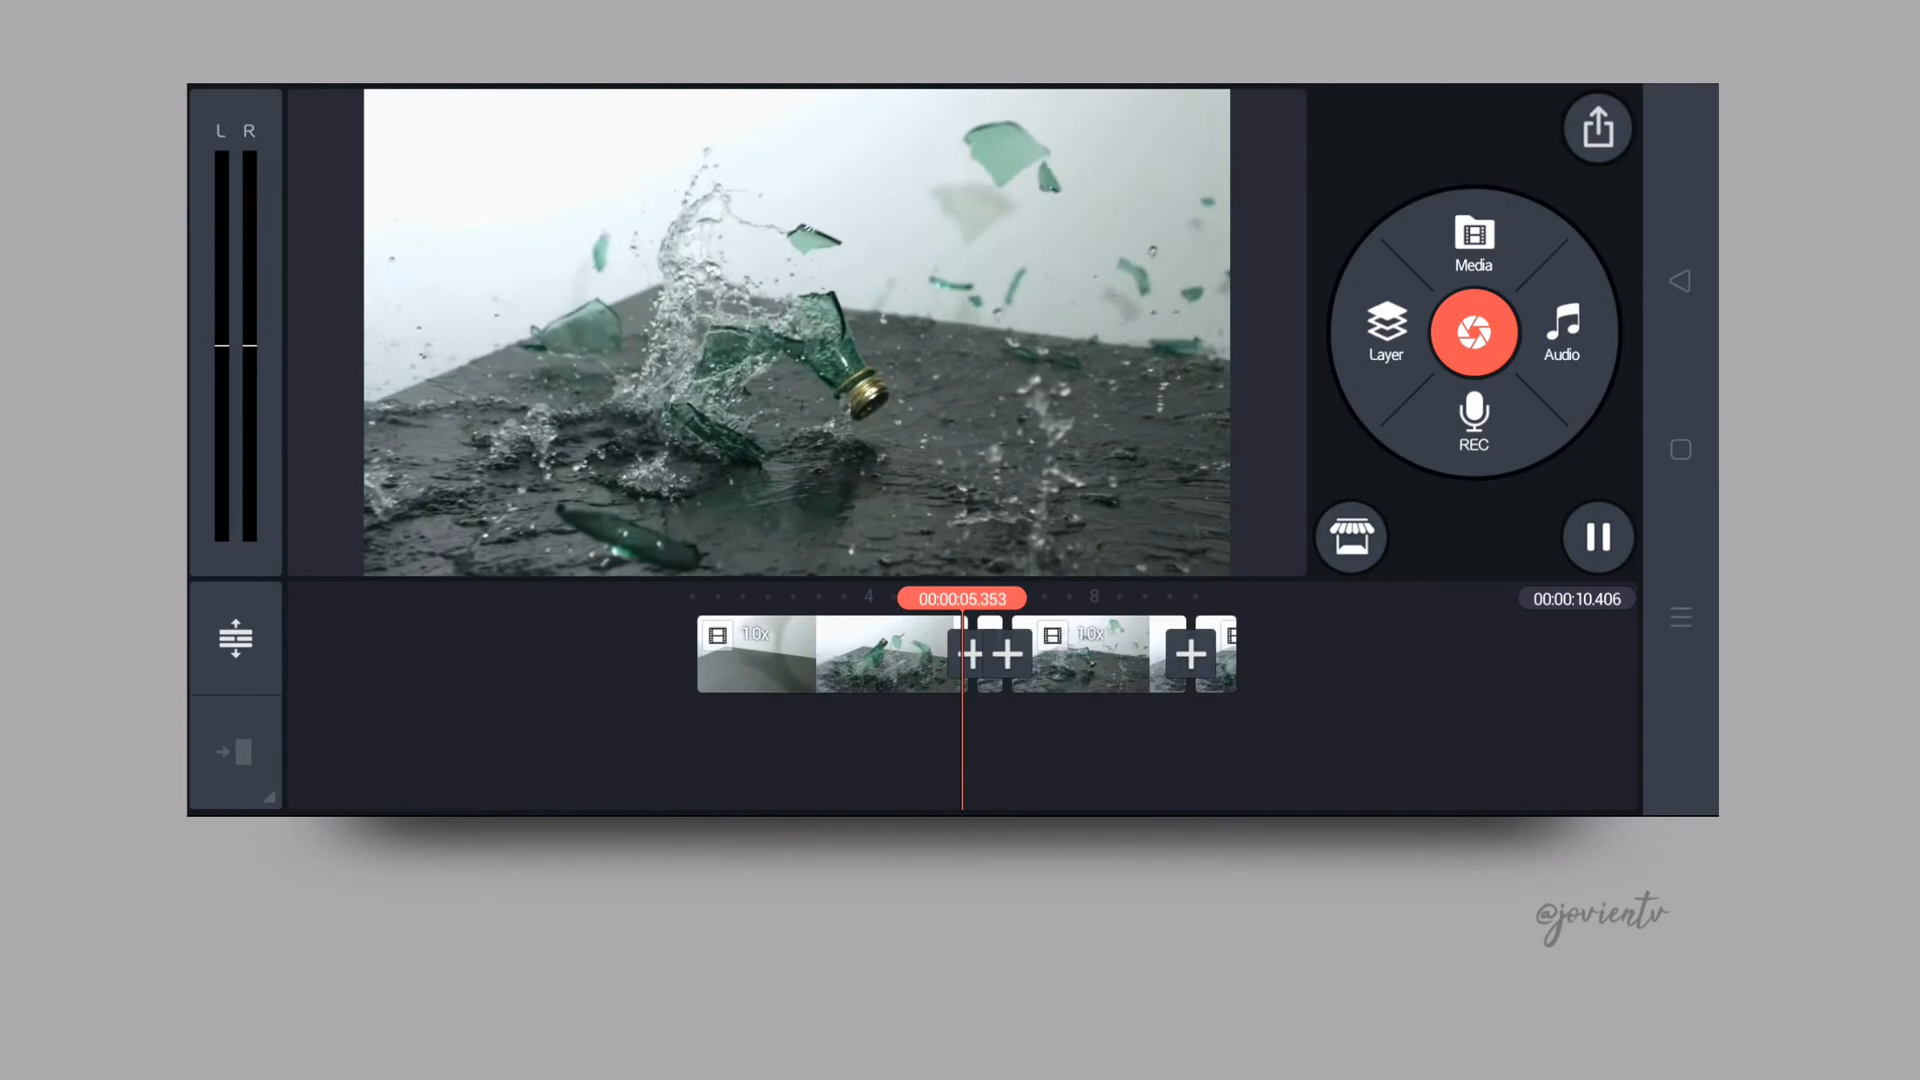 L R
Media
Layer
Audio
REC
4
00:00:05.353
8
00:00:10.406
1.0x
1.0x
@jovientv